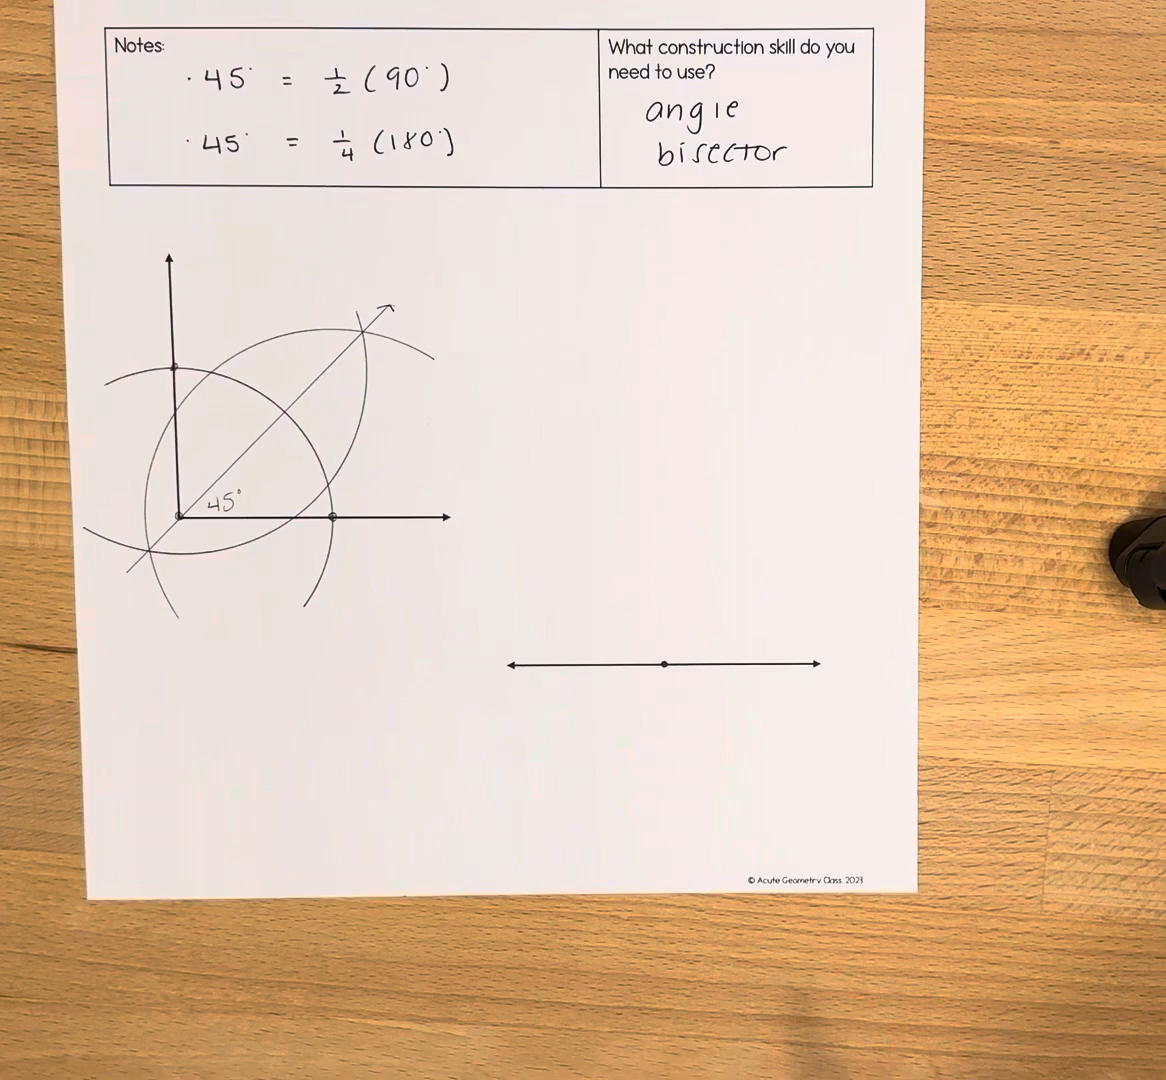 Notes:
· 45° = 1/2 (90°)
· 45° = 1/4 (180°)
What construction skill do you
need to use?
angle
bisector
45°
© Acute Geometry Class 2023